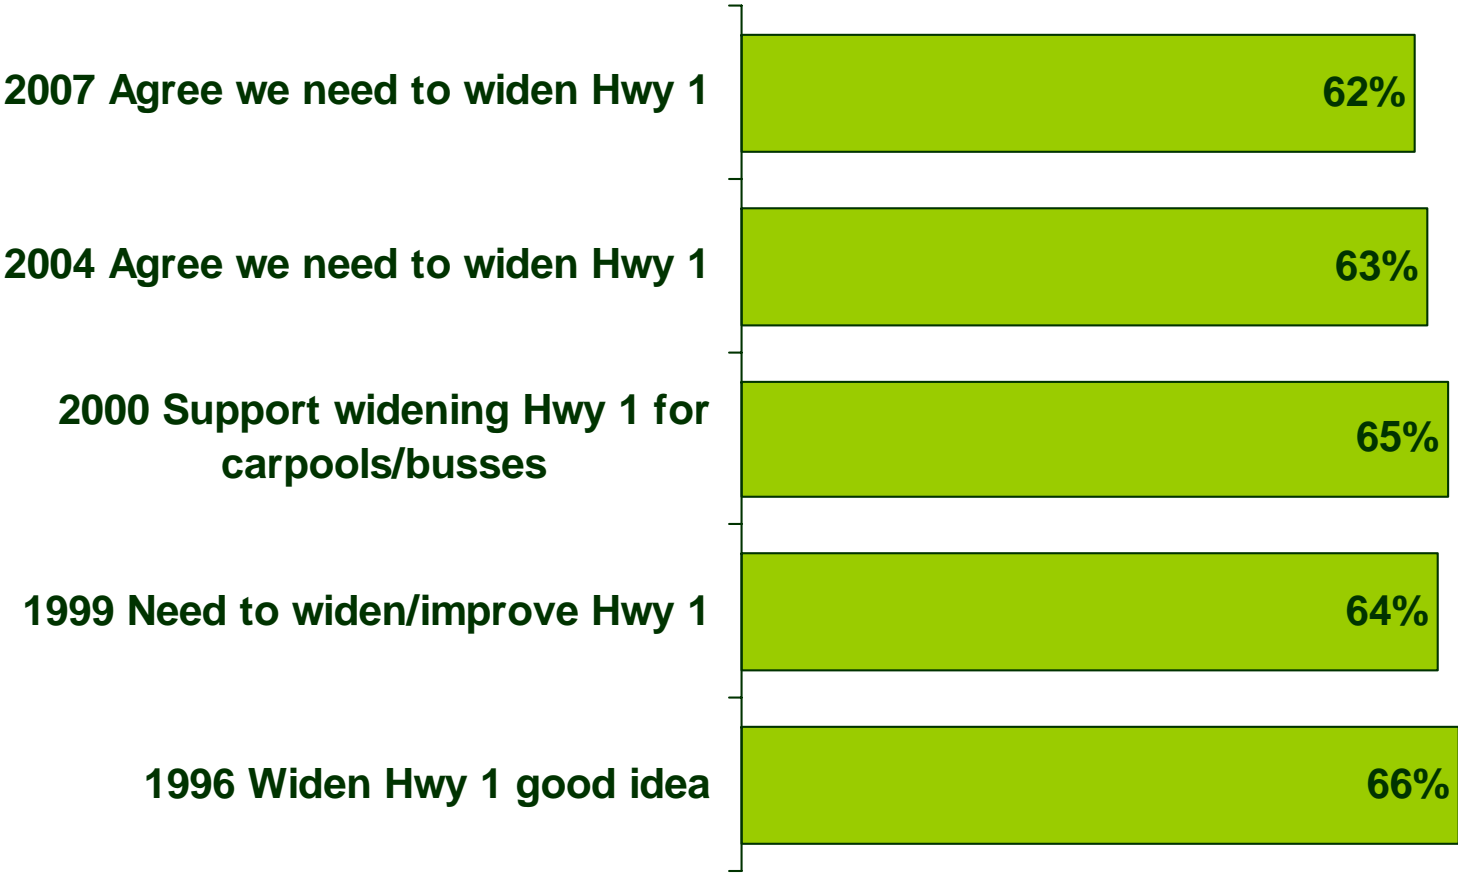 2007 Agree we need to widen Hwy 1
62%
2004 Agree we need to widen Hwy 1
63%
2000 Support widening Hwy 1 for
carpools/busses
65%
1999 Need to widen/improve Hwy 1
64%
1996 Widen Hwy 1 good idea
66%